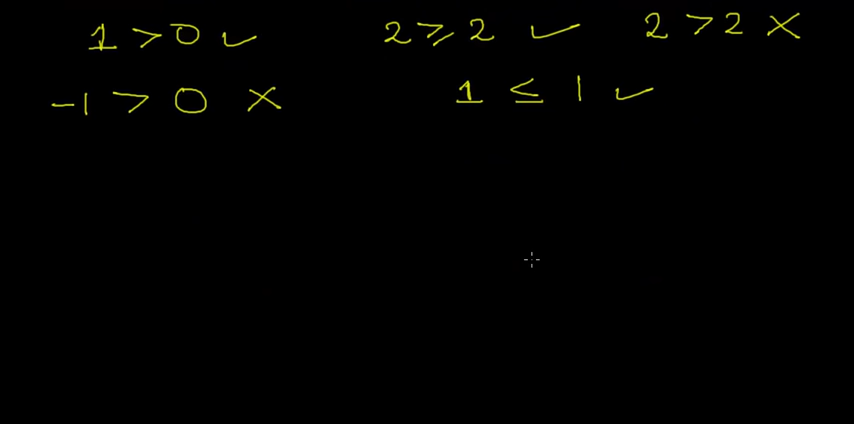 1 > 0 ✓ 2 ⩾ 2 ✓ 2 > 2 ✗
-1 > 0 ✗ 1 ≤ 1 ✓